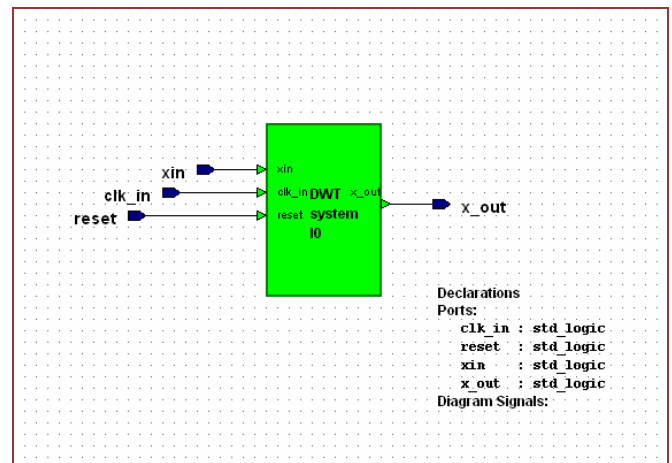 xin
clk_in
reset
xin
clk_in DWT x_out
reset system
I0
x_out
Declarations
Ports:
clk_in : std_logic
reset : std_logic
xin : std_logic
x_out : std_logic
Diagram Signals: